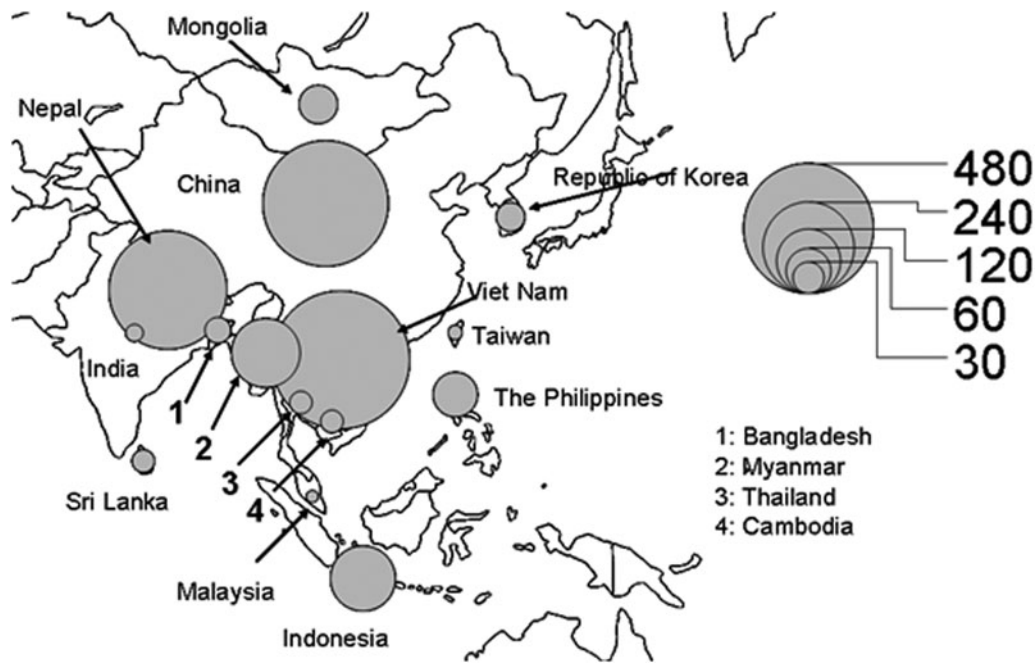 Mongolia
Nepal
China
Republic of Korea
Viet Nam
Taiwan
India
The Philippines
1
2
3
4
Sri Lanka
Malaysia
Indonesia
480
240
120
60
30
1: Bangladesh
2: Myanmar
3: Thailand
4: Cambodia